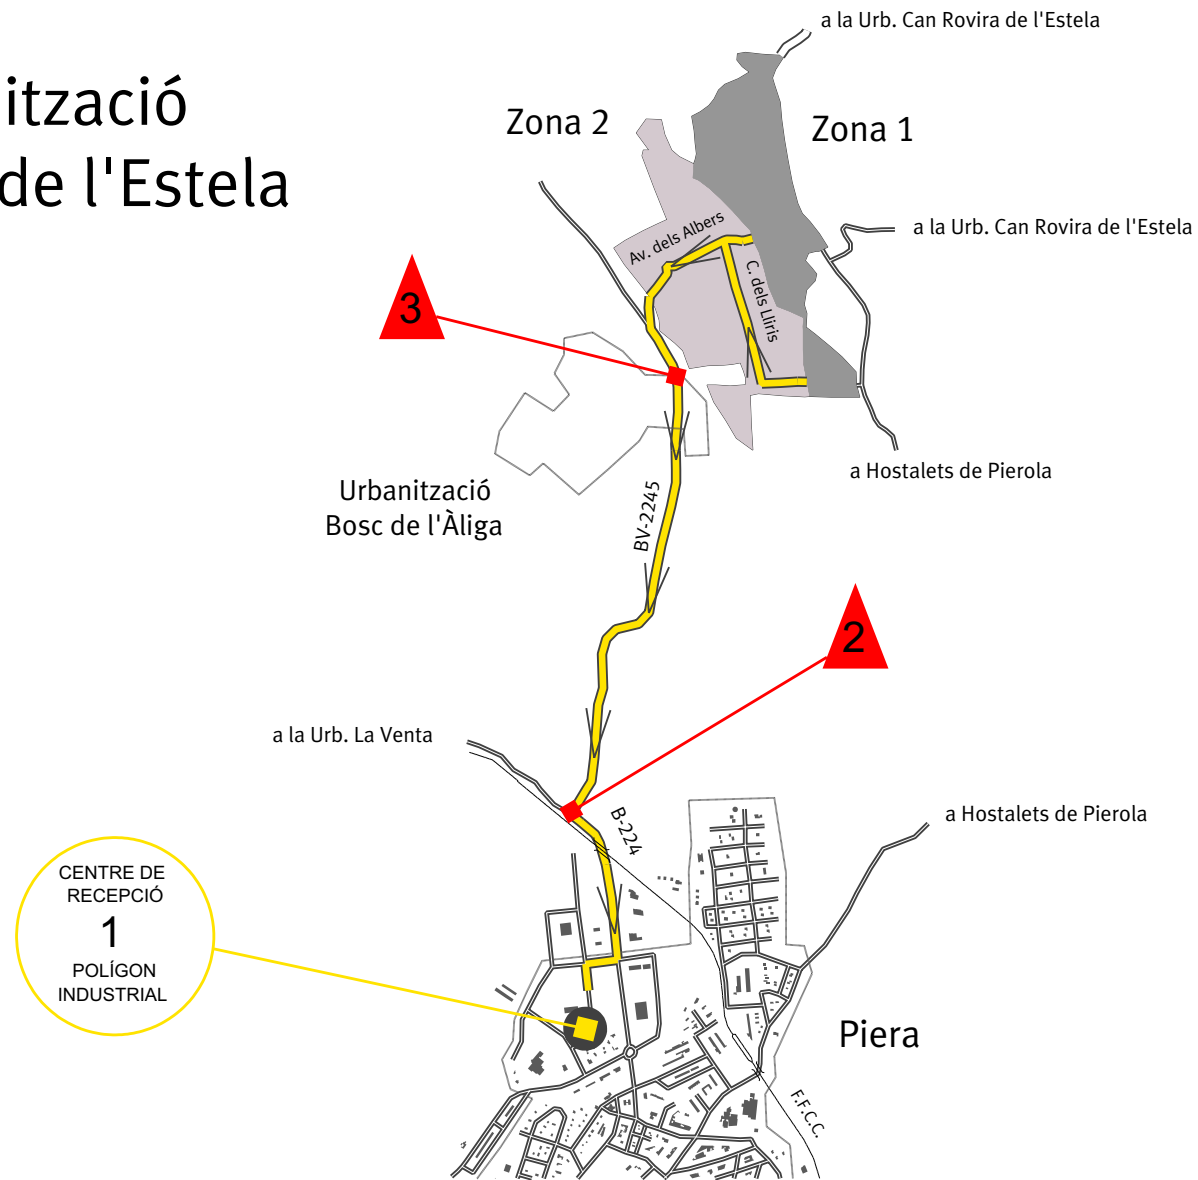 a la Urb. Can Rovira de l'Estela
ització
de l'Estela
Zona 2
Zona 1
Av. dels Albers
a la Urb. Can Rovira de l'Estela
C. dels Lliris
3
a Hostalets de Pierola
Urbanització
Bosc de l'Àliga
BV-2245
2
a la Urb. La Venta
B-224
a Hostalets de Pierola
CENTRE DE
RECEPCIÓ
1
POLÍGON
INDUSTRIAL
Piera
F.F.C.C.